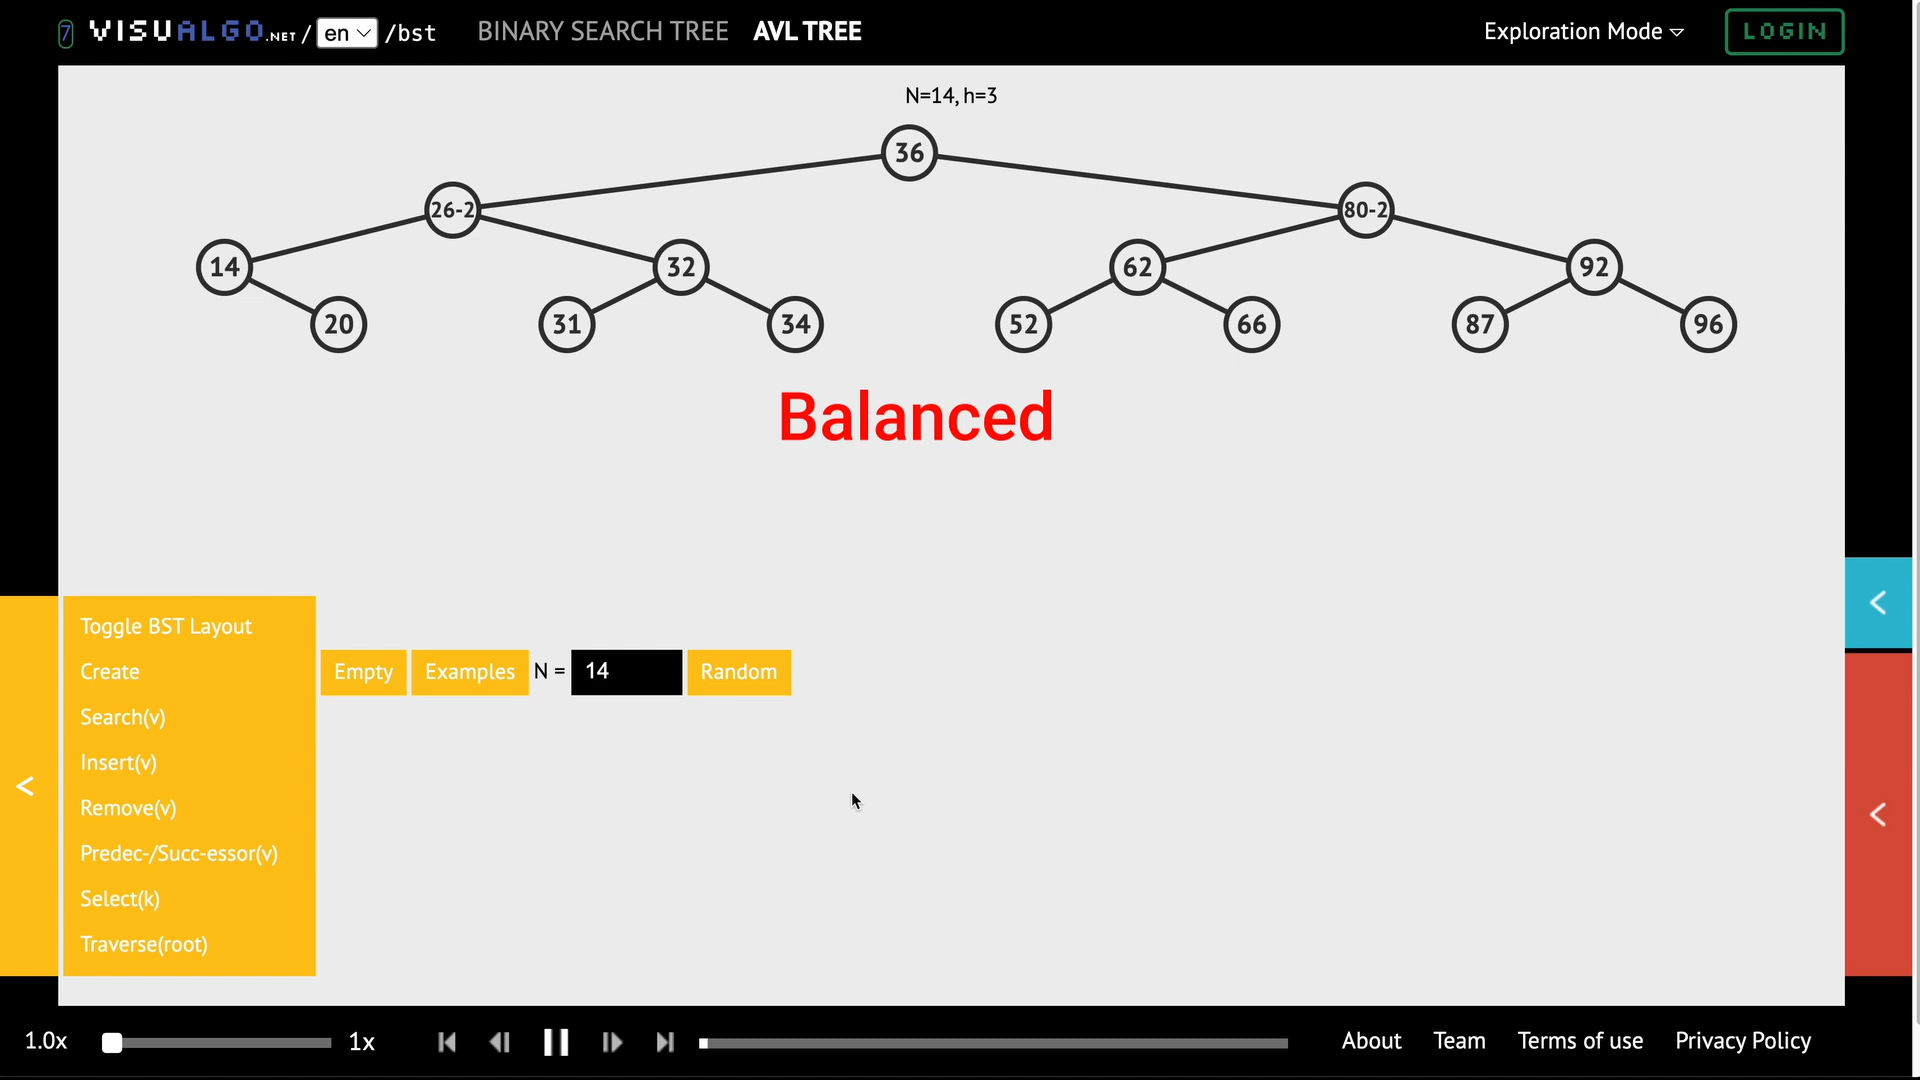 7 VISUALGO.NET / en /bst BINARY SEARCH TREE AVL TREE Exploration Mode LOGIN
N=14, h=3
36
26-2 80-2
14 32 62 92
20 31 34 52 66 87 96
Balanced
Toggle BST Layout
Create Empty Examples N = 14 Random
Search(v)
Insert(v)
Remove(v)
Predec-/Succ-essor(v)
Select(k)
Traverse(root)
1.0x 1x About Team Terms of use Privacy Policy